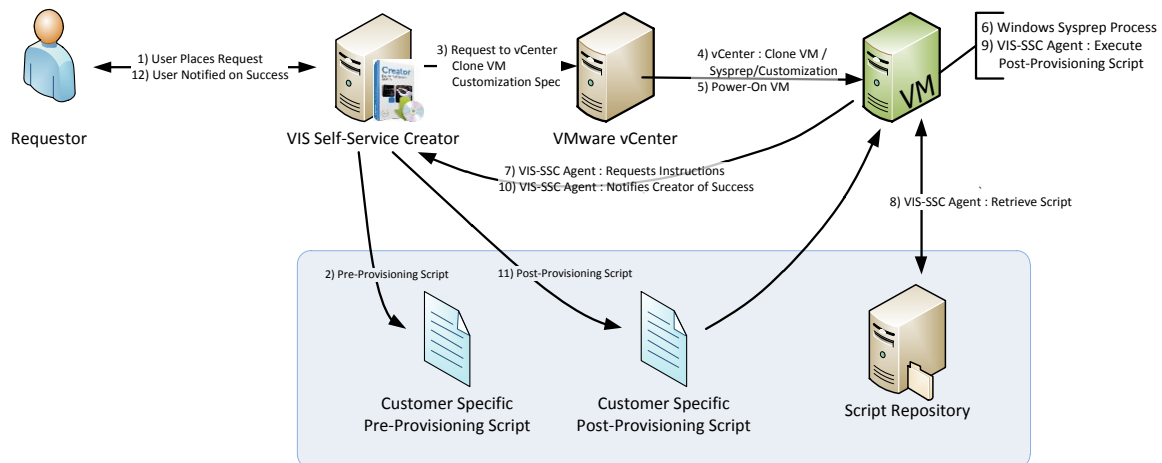 1) User Places Request
12) User Notified on Success
3) Request to vCenter
Clone VM
Customization Spec
4) vCenter : Clone VM /
Sysprep/Customization
5) Power-On VM
6) Windows Sysprep Process
9) VIS-SSC Agent : Execute
Post-Provisioning Script
Creator
VM
Requestor
VIS Self-Service Creator
VMware vCenter
7) VIS-SSC Agent : Requests Instructions
10) VIS-SSC Agent : Notifies Creator of Success
8) VIS-SSC Agent : Retrieve Script
2) Pre-Provisioning Script
11) Post-Provisioning Script
Customer Specific
Pre-Provisioning Script
Customer Specific
Post-Provisioning Script
Script Repository